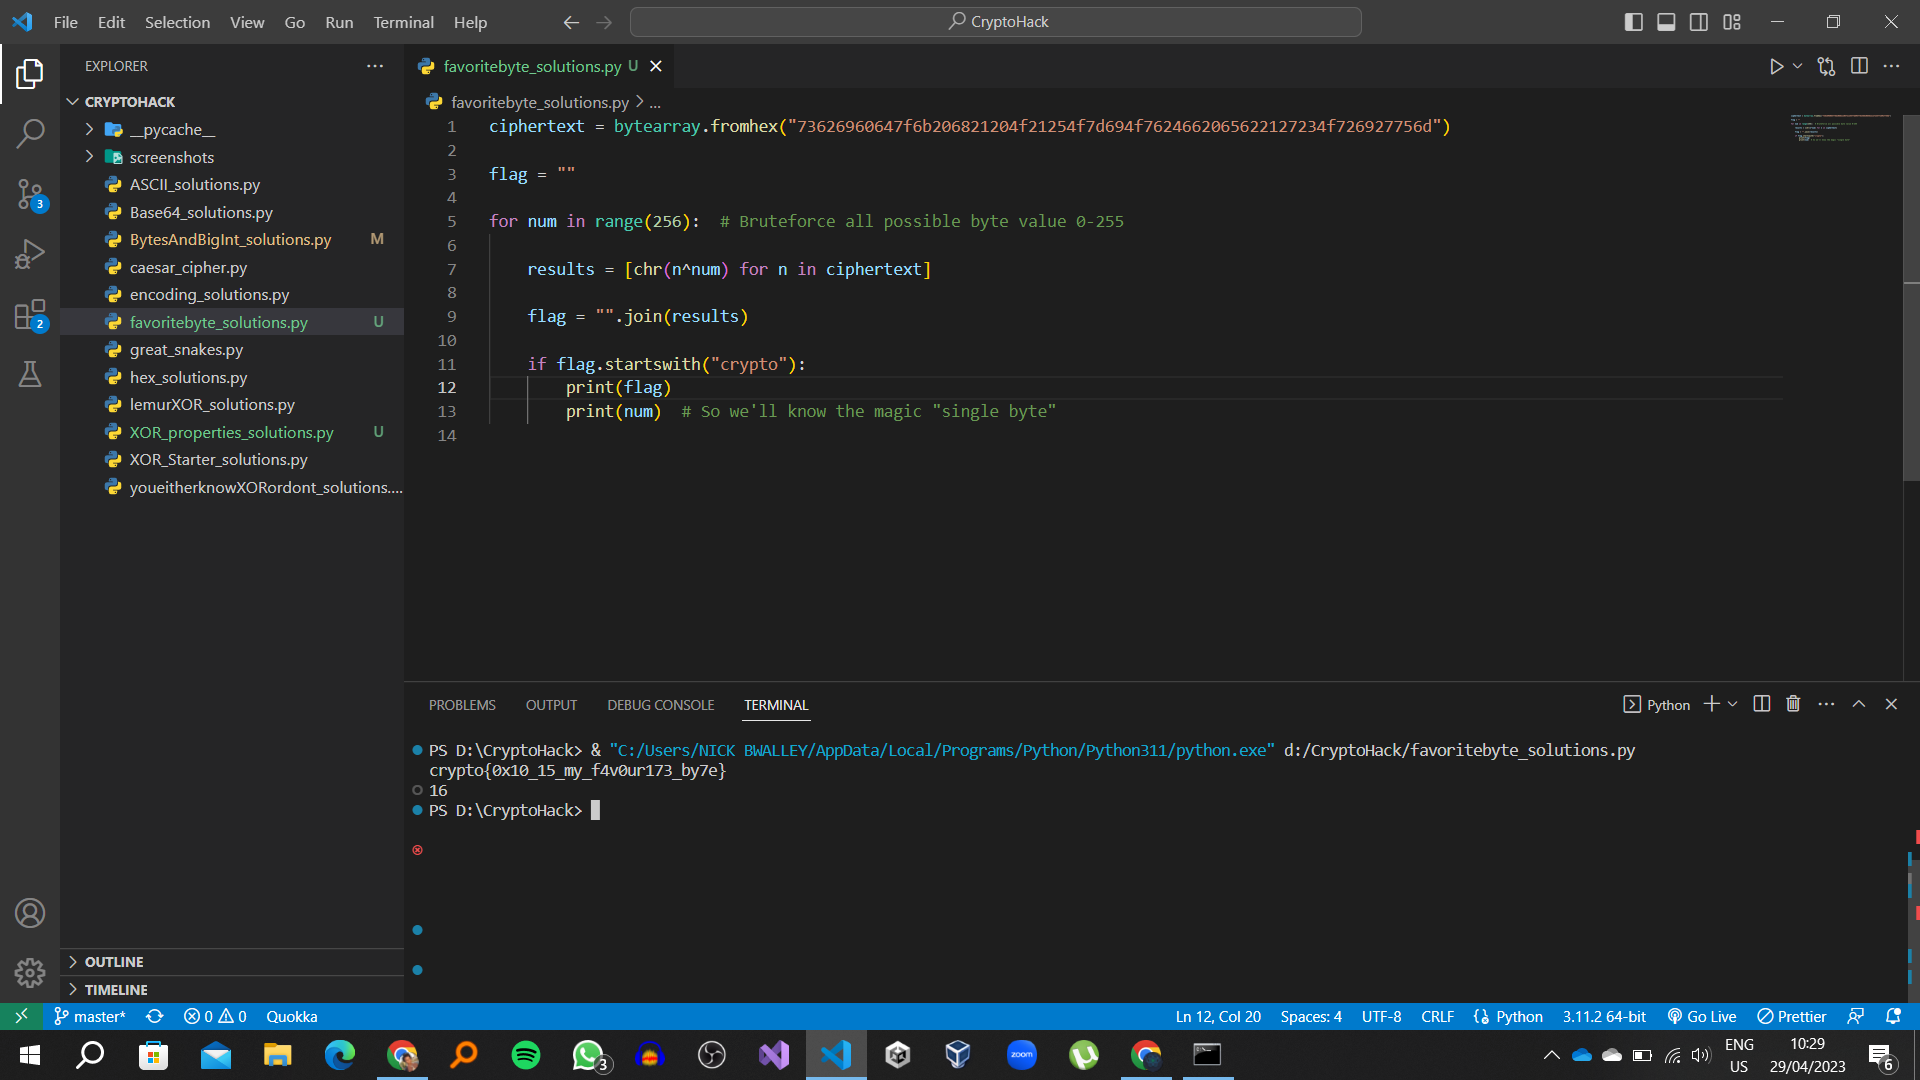 File Edit Selection View Go Run Terminal Help
CryptoHack
EXPLORER
CRYPTOHACK
__pycache__
screenshots
ASCII_solutions.py
Base64_solutions.py
BytesAndBigInt_solutions.py M
caesar_cipher.py
encoding_solutions.py
favoritebyte_solutions.py U
great_snakes.py
hex_solutions.py
lemurXOR_solutions.py
XOR_properties_solutions.py U
XOR_Starter_solutions.py
youeitherknowXORordont_solutions....
OUTLINE
TIMELINE
3
2
favoritebyte_solutions.py U
favoritebyte_solutions.py > ...
1 ciphertext = bytearray.fromhex("73626960647f6b206821204f21254f7d694f7624662065622127234f726927756d")
2
3 flag = ""
4
5 for num in range(256):  # Bruteforce all possible byte value 0-255
6
7     results = [chr(n^num) for n in ciphertext]
8
9     flag = "".join(results)
10
11     if flag.startswith("crypto"):
12         print(flag)
13         print(num)  # So we'll know the magic "single byte"
14
PROBLEMS OUTPUT DEBUG CONSOLE TERMINAL
Python
PS D:\CryptoHack> & "C:/Users/NICK BWALLEY/AppData/Local/Programs/Python/Python311/python.exe" d:/CryptoHack/favoritebyte_solutions.py
crypto{0x10_15_my_f4v0ur173_by7e}
16
PS D:\CryptoHack>
master* 0 0 Quokka
Ln 12, Col 20 Spaces: 4 UTF-8 CRLF Python 3.11.2 64-bit Go Live Prettier
3
zoom
ENG
US
10:29
29/04/2023
6